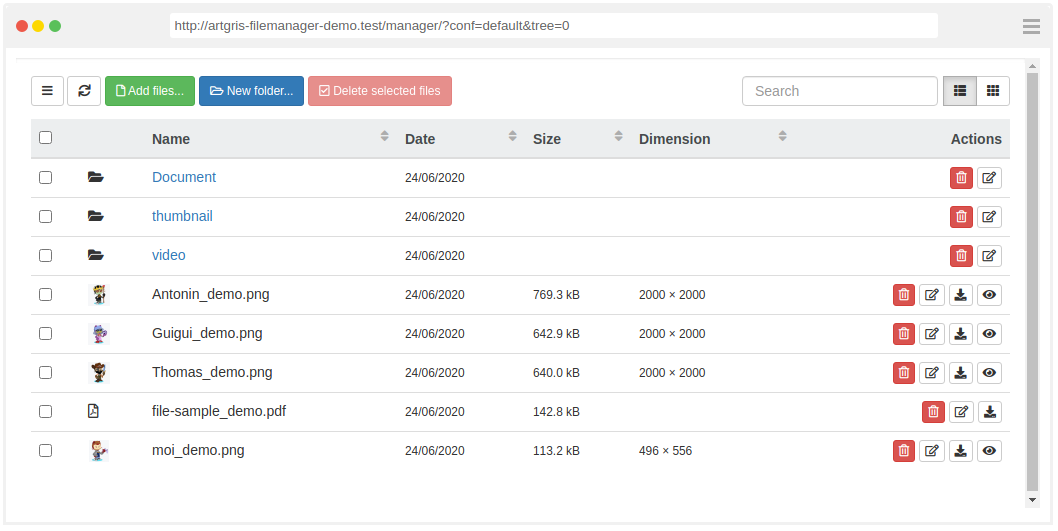 http://artgris-filemanager-demo.test/manager/?conf=default&tree=0
Add files... New folder... Delete selected files Search
Name Date Size Dimension Actions
Document 24/06/2020
thumbnail 24/06/2020
video 24/06/2020
Antonin_demo.png 24/06/2020 769.3 kB 2000 × 2000
Guigui_demo.png 24/06/2020 642.9 kB 2000 × 2000
Thomas_demo.png 24/06/2020 640.0 kB 2000 × 2000
file-sample_demo.pdf 24/06/2020 142.8 kB
moi_demo.png 24/06/2020 113.2 kB 496 × 556